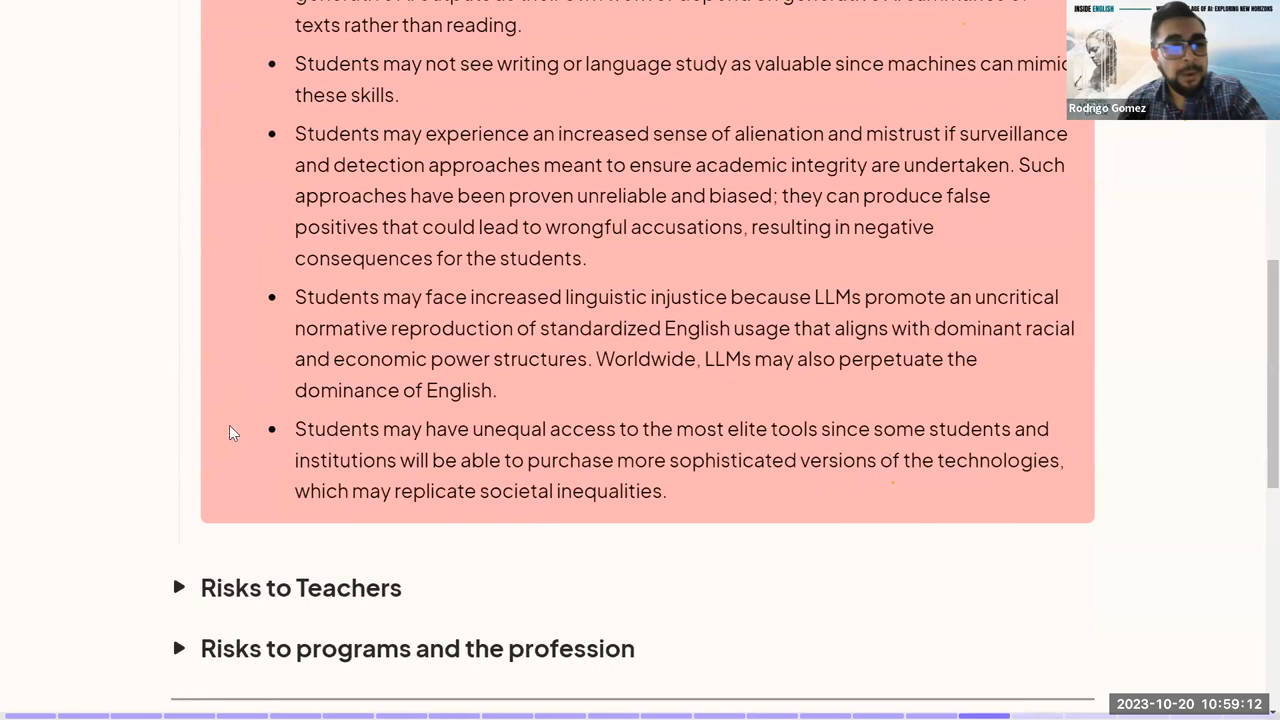 texts rather than reading.
Students may not see writing or language study as valuable since machines can mimic
these skills.
Students may experience an increased sense of alienation and mistrust if surveillance
and detection approaches meant to ensure academic integrity are undertaken. Such
approaches have been proven unreliable and biased; they can produce false
positives that could lead to wrongful accusations, resulting in negative
consequences for the students.
Students may face increased linguistic injustice because LLMs promote an uncritical
normative reproduction of standardized English usage that aligns with dominant racial
and economic power structures. Worldwide, LLMs may also perpetuate the
dominance of English.
Students may have unequal access to the most elite tools since some students and
institutions will be able to purchase more sophisticated versions of the technologies,
which may replicate societal inequalities.
Risks to Teachers
Risks to programs and the profession
INSIDE ENGLISH
AGE OF AI: EXPLORING NEW HORIZONS
Rodrigo Gomez
2023-10-20 10:59:12